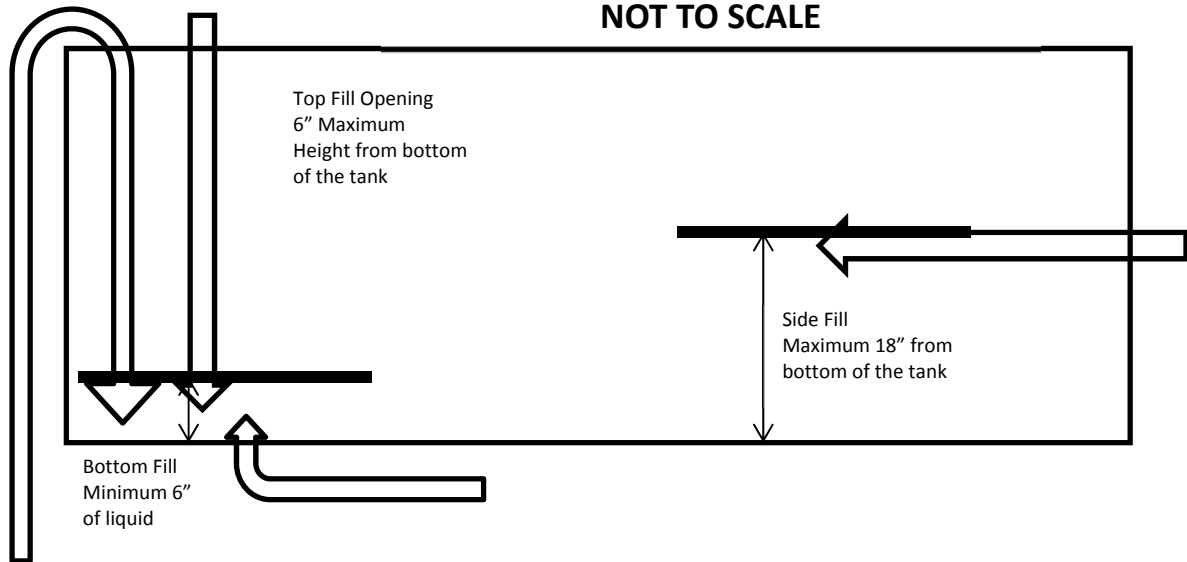 NOT TO SCALE
Top Fill Opening
6” Maximum
Height from bottom
of the tank
Side Fill
Maximum 18” from
bottom of the tank
Bottom Fill
Minimum 6”
of liquid